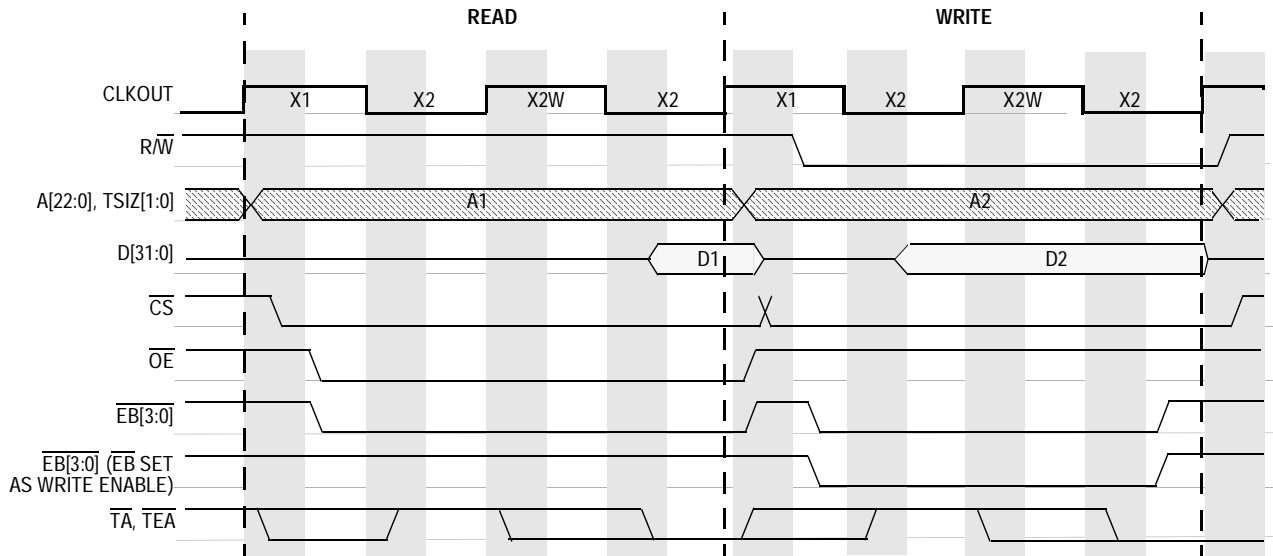 READ WRITE
CLKOUT X1 X2 X2W X2 X1 X2 X2W X2
R/W
A[22:0], TSIZ[1:0] A1 A2
D[31:0] D1 D2
CS
OE
EB[3:0]
EB[3:0] (EB SET
AS WRITE ENABLE)
TA, TEA